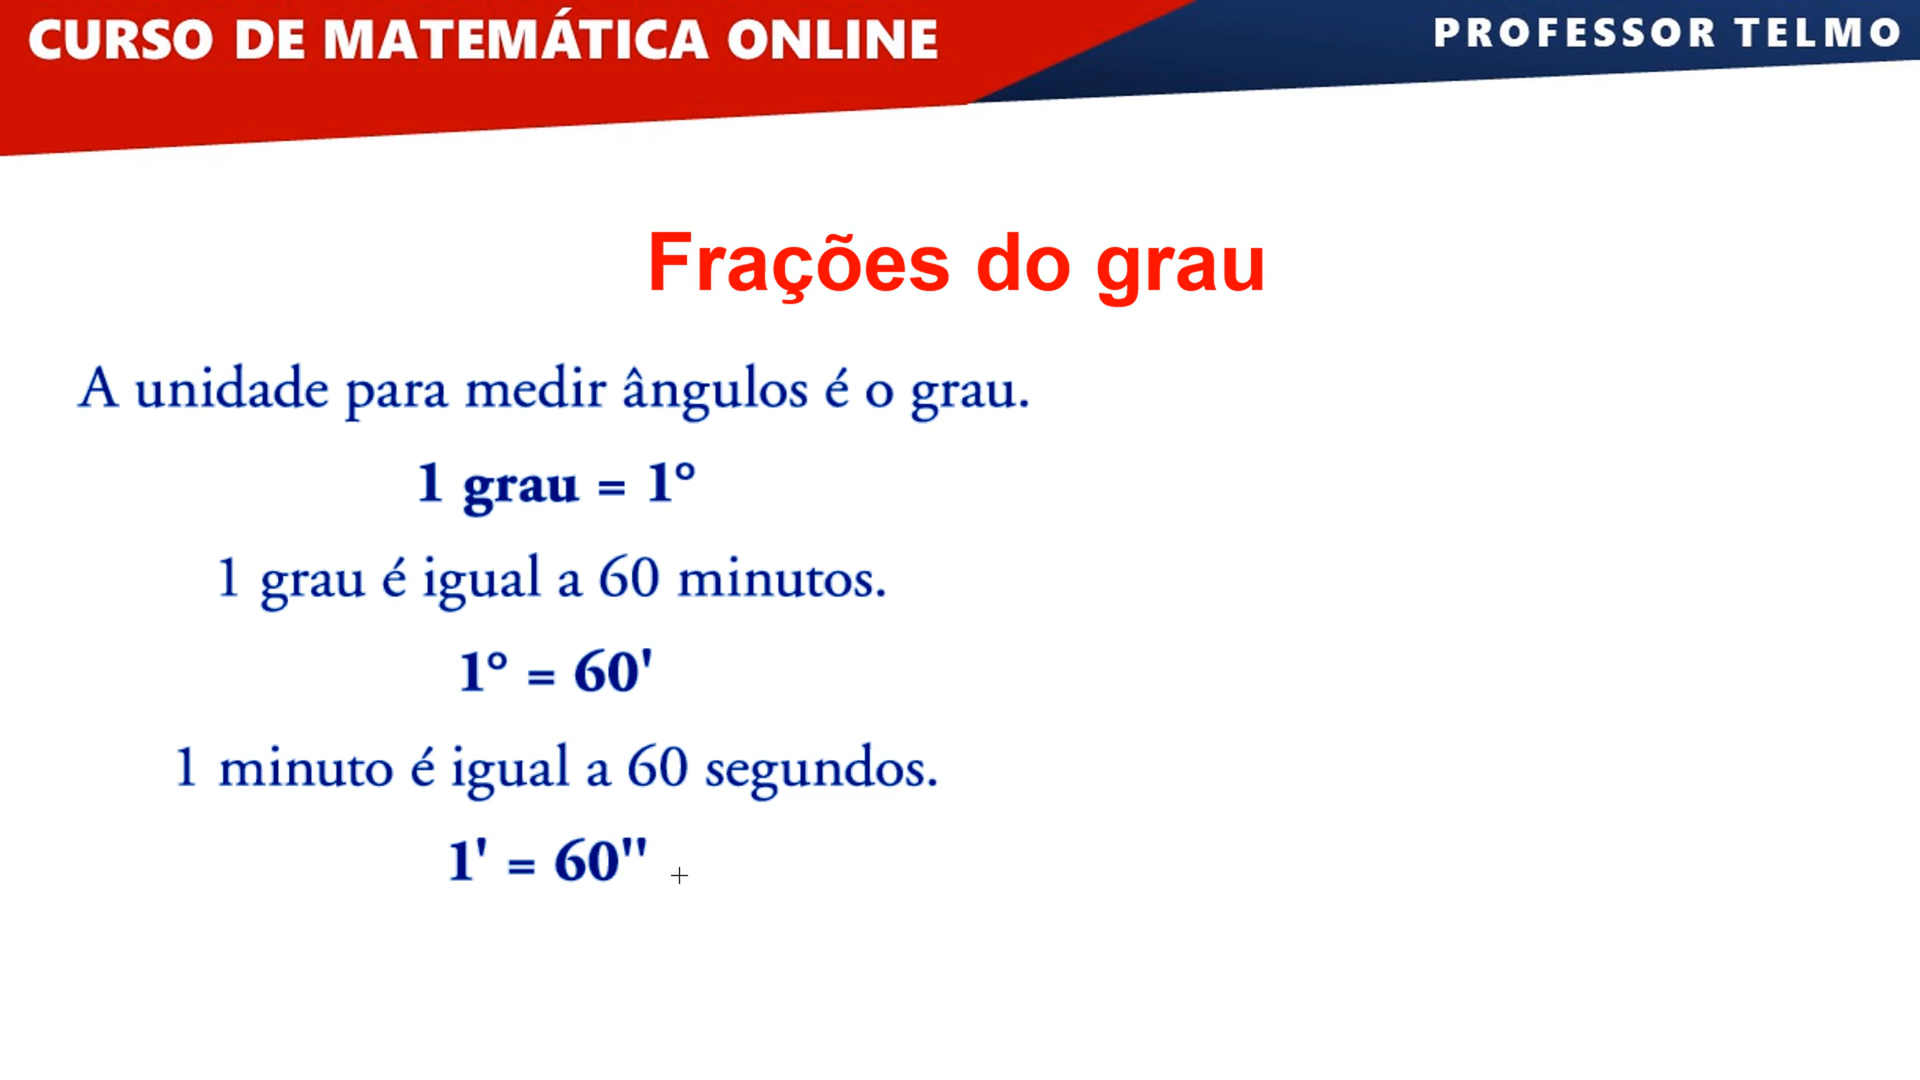 CURSO DE MATEMÁTICA ONLINE
PROFESSOR TELMO
Frações do grau
A unidade para medir ângulos é o grau.
1 grau = 1°
1 grau é igual a 60 minutos.
1° = 60'
1 minuto é igual a 60 segundos.
1' = 60''